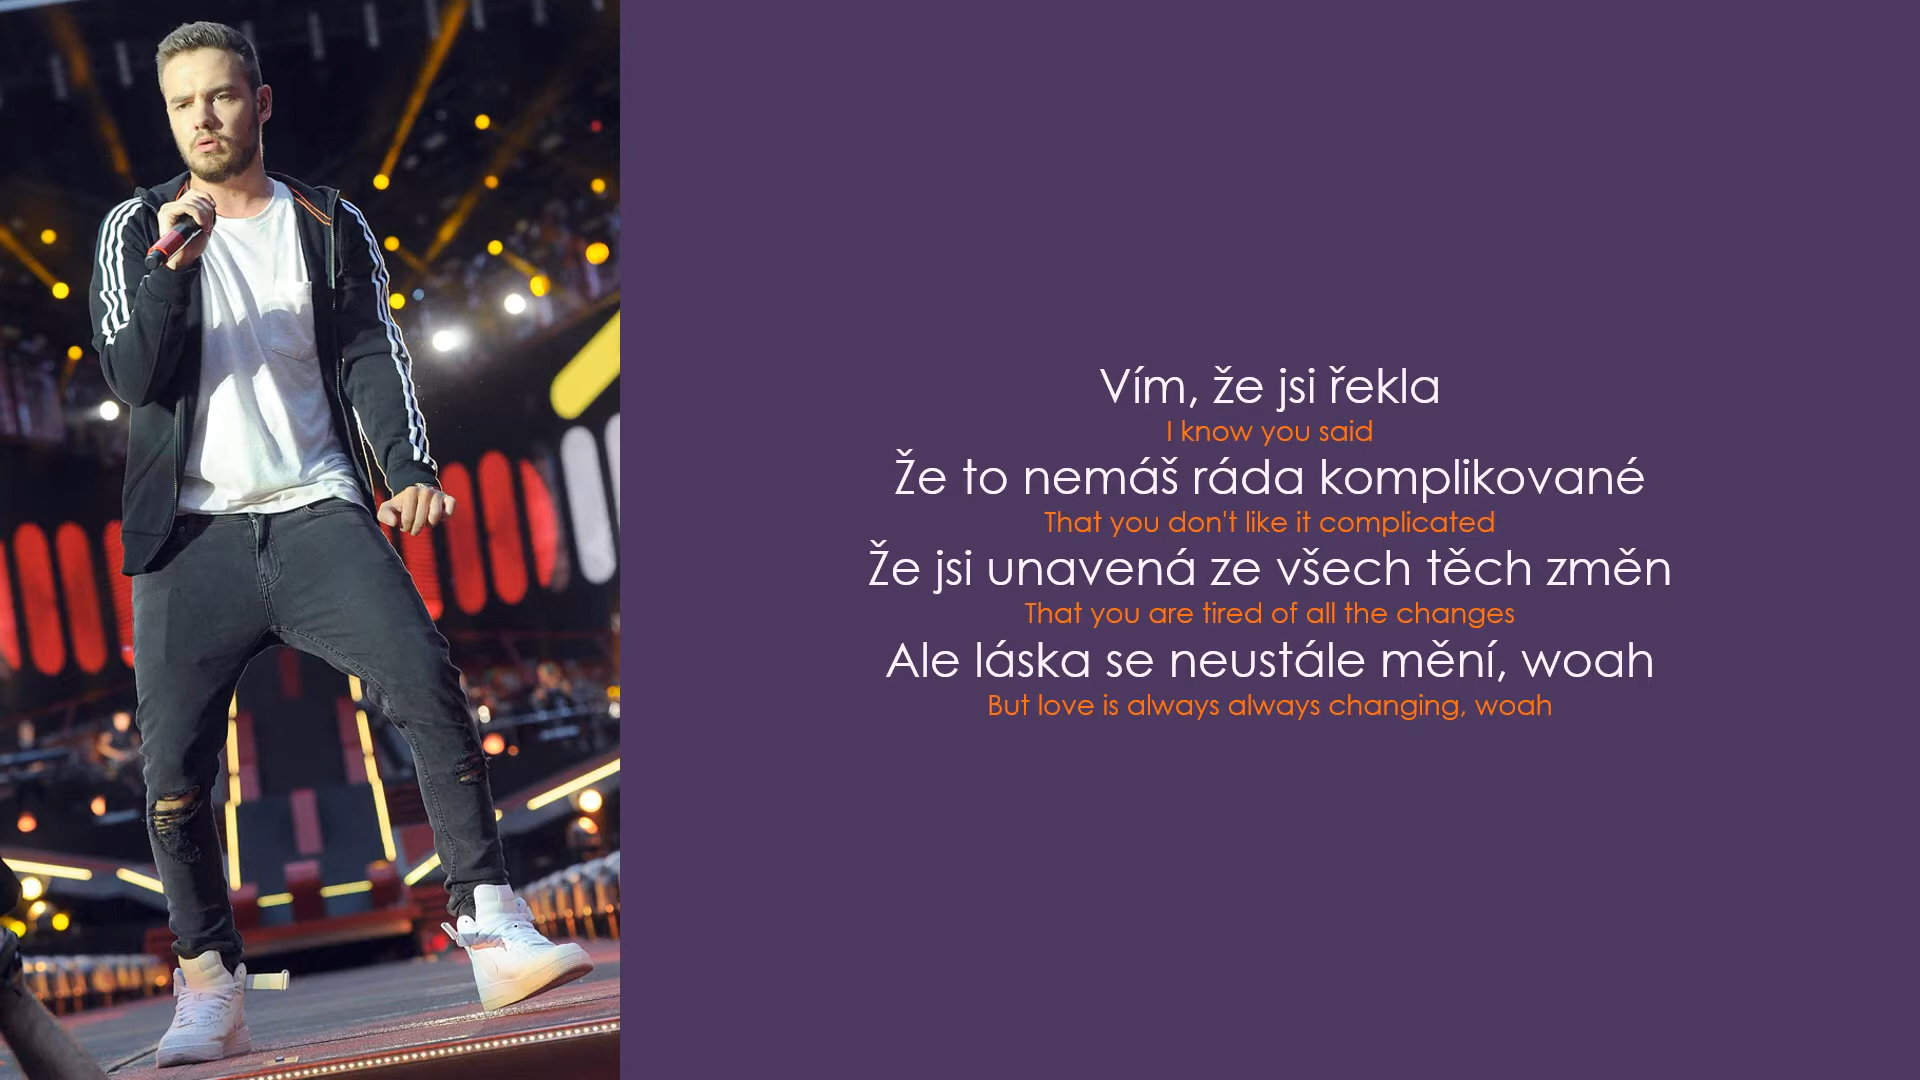 Vím, že jsi řekla
I know you said
Že to nemáš ráda komplikované
That you don't like it complicated
Že jsi unavená ze všech těch změn
That you are tired of all the changes
Ale láska se neustále mění, woah
But love is always always changing, woah